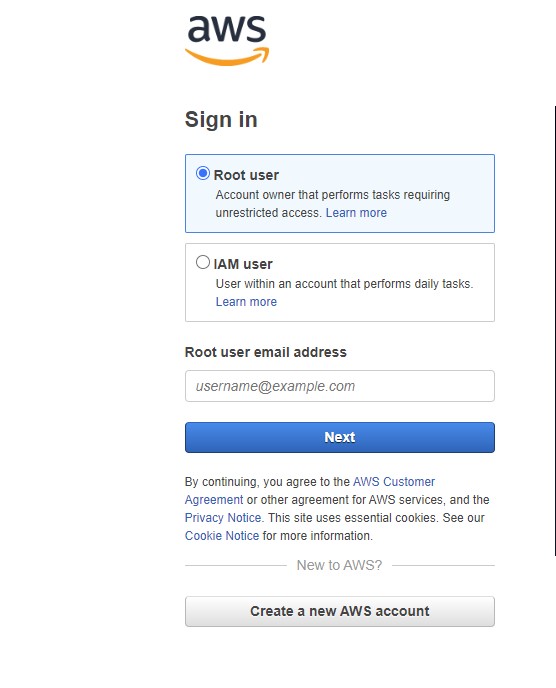 aws
Sign in
Root user
Account owner that performs tasks requiring
unrestricted access. Learn more
IAM user
User within an account that performs daily tasks.
Learn more
Root user email address
username@example.com
Next
By continuing, you agree to the AWS Customer
Agreement or other agreement for AWS services, and the
Privacy Notice. This site uses essential cookies. See our
Cookie Notice for more information.
New to AWS?
Create a new AWS account